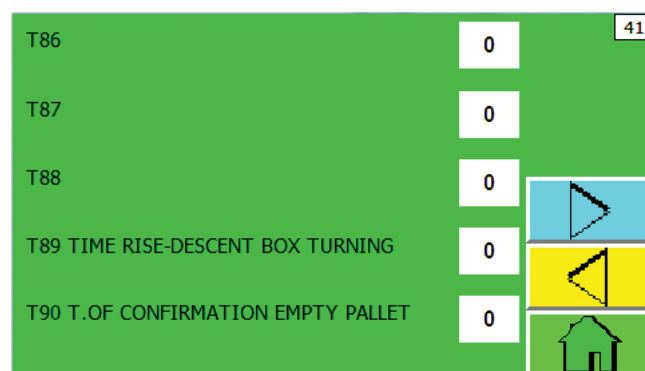 41
T86 0
T87 0
T88 0
T89 TIME RISE-DESCENT BOX TURNING 0
T90 T.OF CONFIRMATION EMPTY PALLET 0